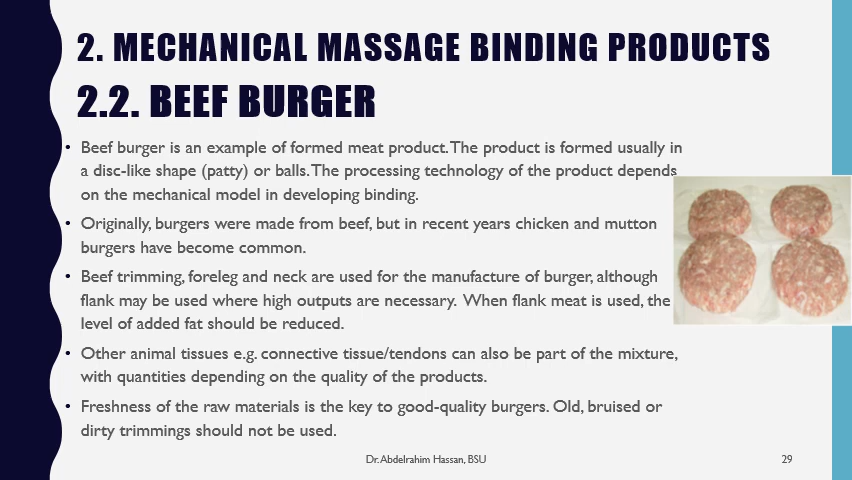 2. MECHANICAL MASSAGE BINDING PRODUCTS
2.2. BEEF BURGER
• Beef burger is an example of formed meat product. The product is formed usually in
a disc-like shape (patty) or balls. The processing technology of the product depends
on the mechanical model in developing binding.
• Originally, burgers were made from beef, but in recent years chicken and mutton
burgers have become common.
• Beef trimming, foreleg and neck are used for the manufacture of burger, although
flank may be used where high outputs are necessary. When flank meat is used, the
level of added fat should be reduced.
• Other animal tissues e.g. connective tissue/tendons can also be part of the mixture,
with quantities depending on the quality of the products.
• Freshness of the raw materials is the key to good-quality burgers. Old, bruised or
dirty trimmings should not be used.
Dr. Abdelrahim Hassan, BSU
29